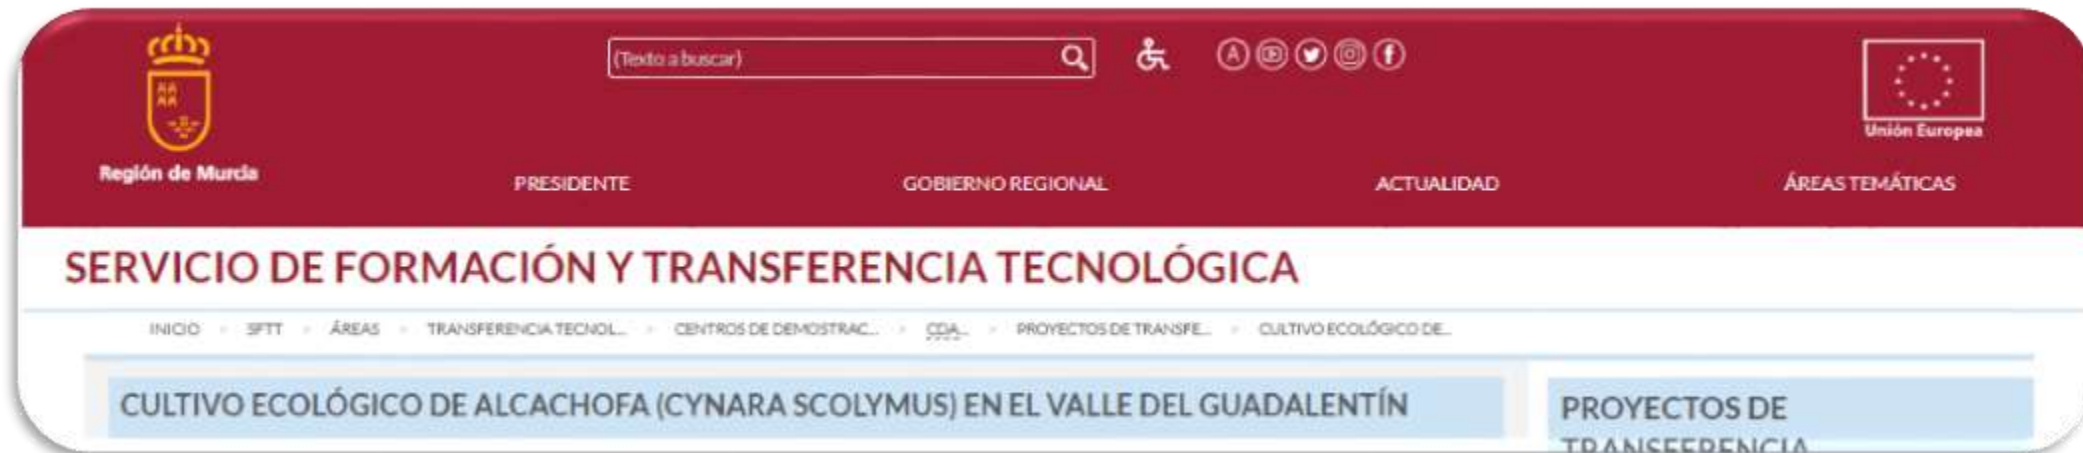 (Texto a buscar)
Unión Europea
Región de Murcia
PRESIDENTE GOBIERNO REGIONAL ACTUALIDAD ÁREAS TEMÁTICAS
SERVICIO DE FORMACIÓN Y TRANSFERENCIA TECNOLÓGICA
INICIO SFTT ÁREAS TRANSFERENCIA TECNOL... CENTROS DE DEMOSTRAC... CDA... PROYECTOS DE TRANSFE... CULTIVO ECOLÓGICO DE...
CULTIVO ECOLÓGICO DE ALCACHOFA (CYNARA SCOLYMUS) EN EL VALLE DEL GUADALENTÍN
PROYECTOS DE
TRANSFERENCIA